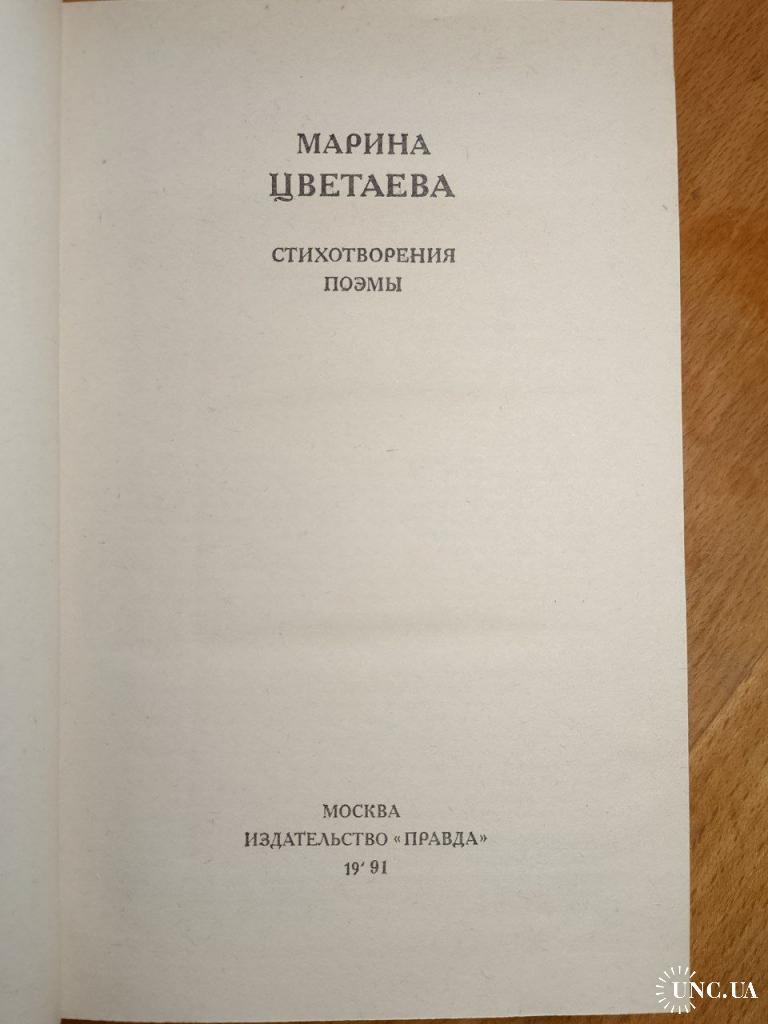 МАРИНА
ЦВЕТАЕВА
СТИХОТВОРЕНИЯ
ПОЭМЫ
МОСКВА
ИЗДАТЕЛЬСТВО «ПРАВДА»
19' 91
UNC.UA